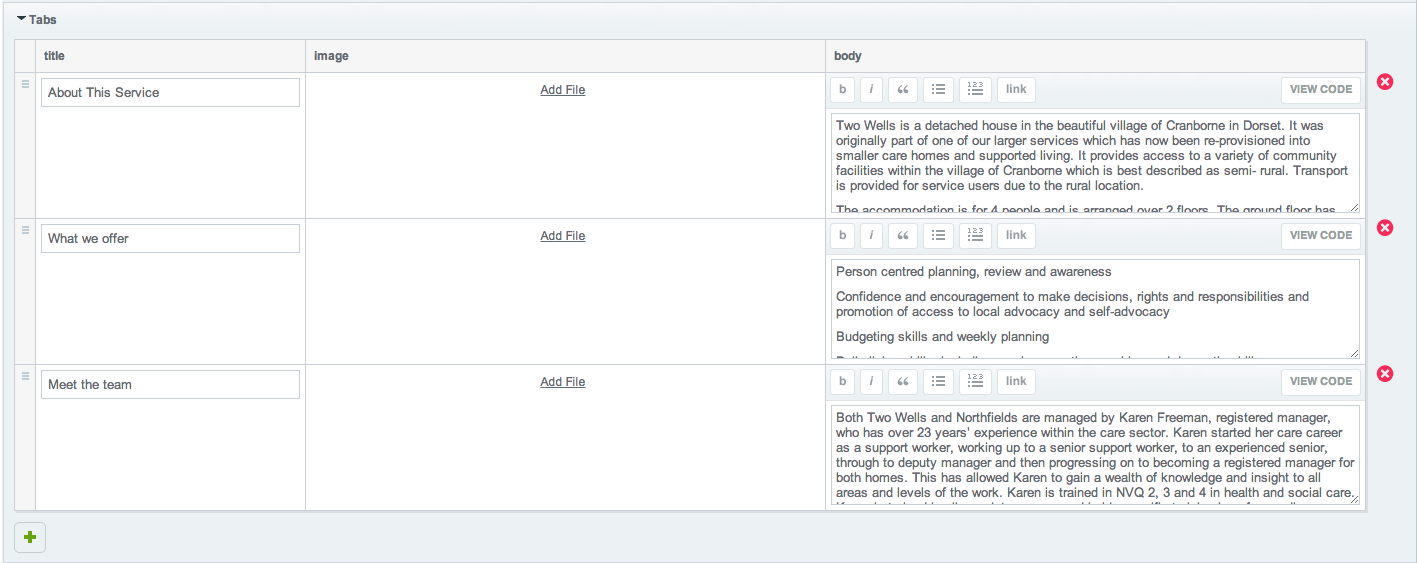 Tabs
title image body
About This Service
Add File
b i “ 123 link VIEW CODE
Two Wells is a detached house in the beautiful village of Cranborne in Dorset. It was
originally part of one of our larger services which has now been re-provisioned into
smaller care homes and supported living. It provides access to a variety of community
facilities within the village of Cranborne which is best described as semi- rural. Transport
is provided for service users due to the rural location.
The accommodation is for 4 people and is arranged over 2 floors. The ground floor has
What we offer
Add File
b i “ 123 link VIEW CODE
Person centred planning, review and awareness
Confidence and encouragement to make decisions, rights and responsibilities and
promotion of access to local advocacy and self-advocacy
Budgeting skills and weekly planning
Meet the team
Add File
b i “ 123 link VIEW CODE
Both Two Wells and Northfields are managed by Karen Freeman, registered manager,
who has over 23 years' experience within the care sector. Karen started her care career
as a support worker, working up to a senior support worker, to an experienced senior,
through to deputy manager and then progressing on to becoming a registered manager for
both homes. This has allowed Karen to gain a wealth of knowledge and insight to all
areas and levels of the work. Karen is trained in NVQ 2, 3 and 4 in health and social care.